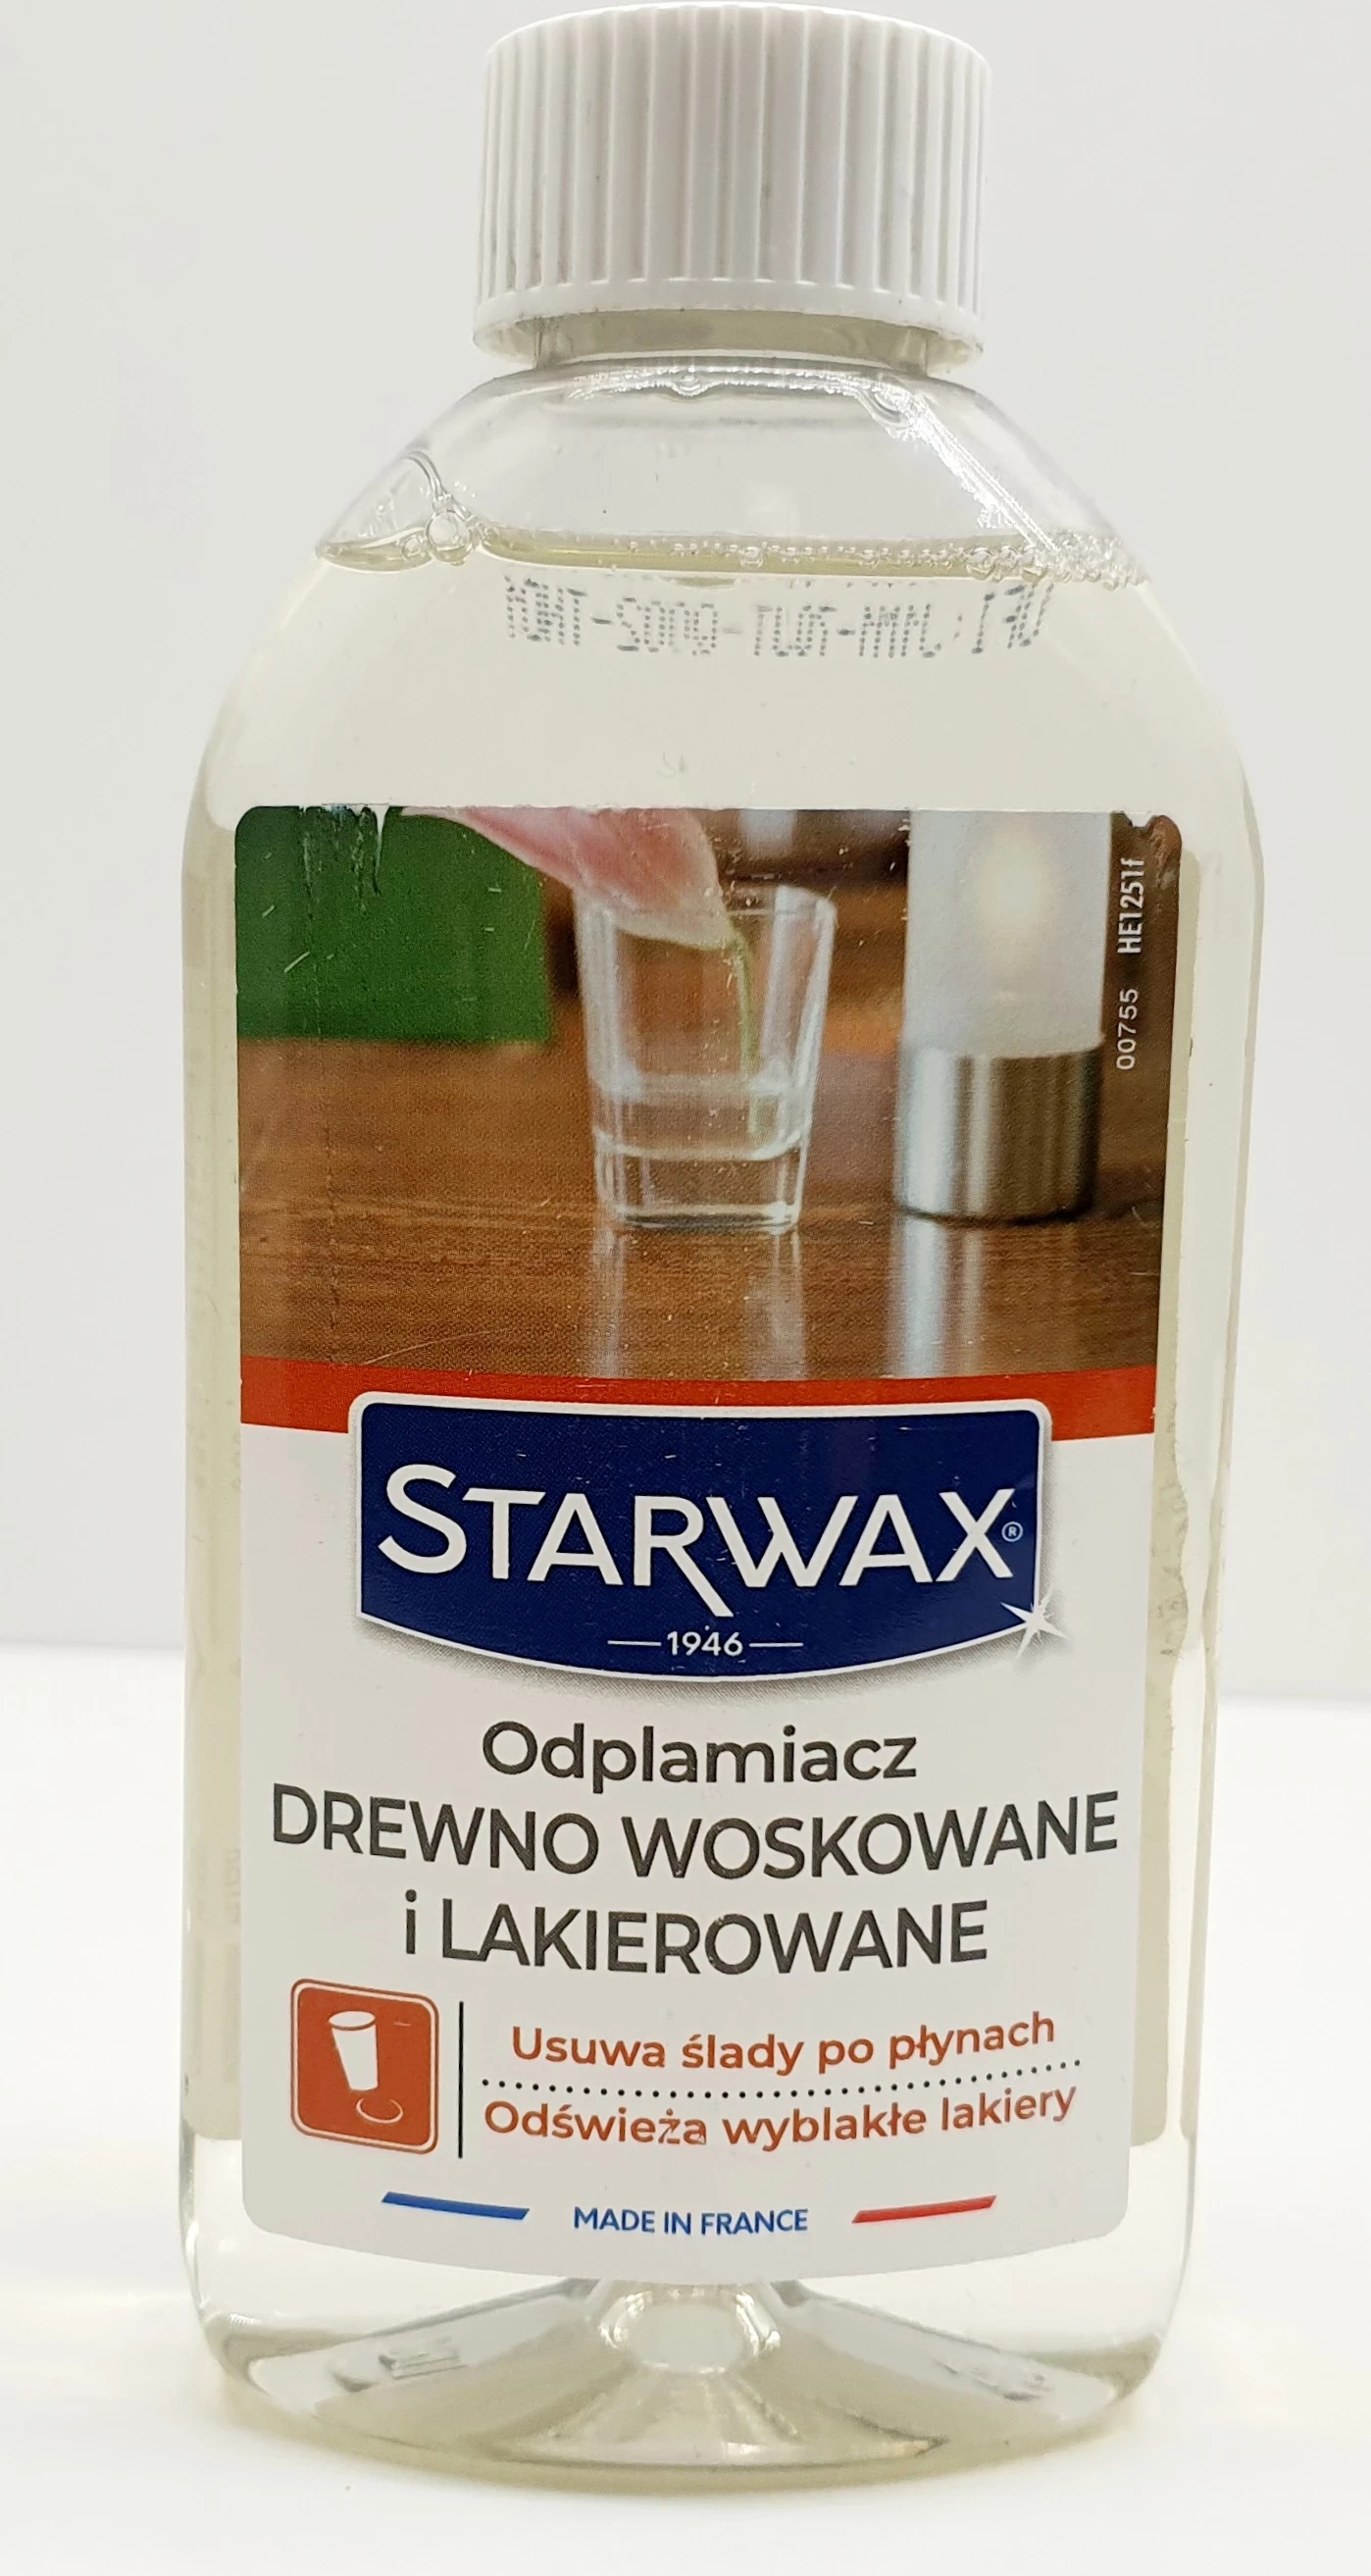 00755 HE1251f
STARWAX®
1946
Odplamiacz
DREWNO WOSKOWANE
i LAKIEROWANE
Usuwa ślady po płynach
Odświeża wyblakłe lakiery
MADE IN FRANCE